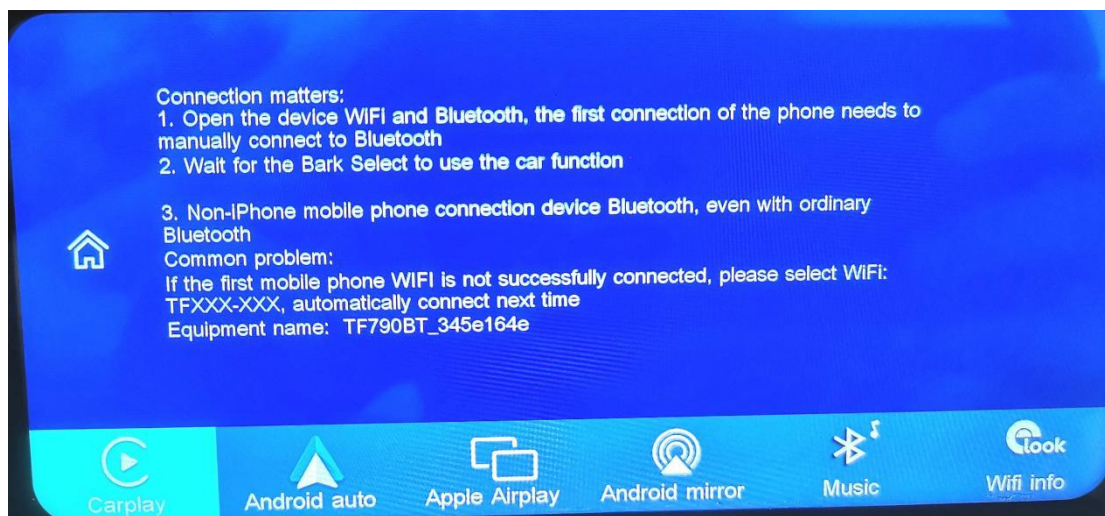 Connection matters:
1. Open the device WiFi and Bluetooth, the first connection of the phone needs to
manually connect to Bluetooth
2. Wait for the Bark Select to use the car function
3. Non-iPhone mobile phone connection device Bluetooth, even with ordinary
Bluetooth
Common problem:
If the first mobile phone WIFI is not successfully connected, please select WiFi:
TFXXX-XXX, automatically connect next time
Equipment name: TF790BT_345e164e
Carplay
Android auto
Apple Airplay
Android mirror
Music
look
Wifi info